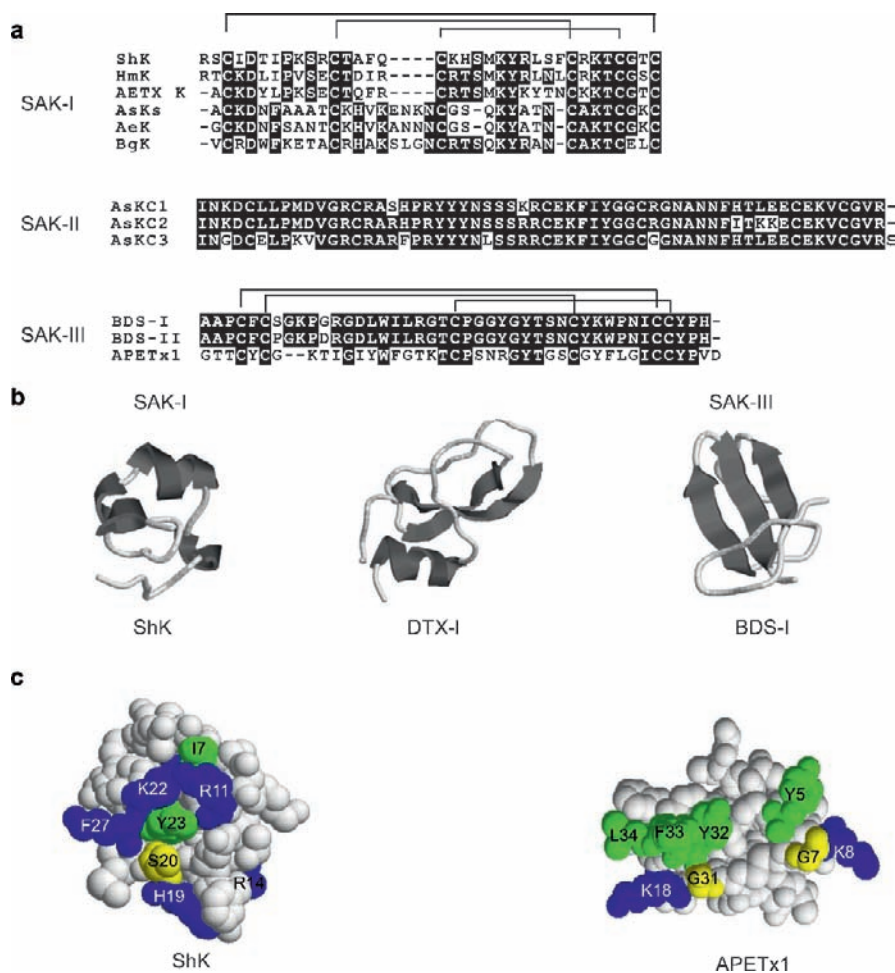 a
SAK-I
ShK RSCIDTIPKSRCTAFQ----CKHSMKYRLSFCRKTCGTC
HmK RTCKDLIPVSECTDIR----CRTSMKYRLNLCRKTCGSC
AETX K -ACKDYLPKSECTQFR----CRTSMKYKYTNCKKTCGTC
AsKs -ACKDNFAAATCKHVKENKNCGS-QKYATN-CAKTCGKC
AeK -GCKDNFSANTCKHVKANNNCGS-QKYATN-CAKTCGKC
BgK -VCRDWFKETACRHAKSLGNCRTSQKYRAN-CAKTCELC
SAK-II
AsKC1 INKDCLLPMDVGRCRASHPRYYYNSSSKRCEKFIYGGCRGNANNFHTLEECEKVCGVR-
AsKC2 INKDCLLPMDVGRCRARHPRYYYNSSSRRCEKFIYGGCRGNANNFITKKECEKVCGVR-
AsKC3 INGDCELPKVVGRCRARFPRYYYNLSSRRCEKFIYGGCGGNANNFHTLEECEKVCGVRS
SAK-III
BDS-I AAPCFCSGKPGRGDLWILRGTCPGGYGYTSNCYKWPNICCYPH-
BDS-II AAPCFCPGKPDRGDLWILRGTCPGGYGYTSNCYKWPNICCYPH-
APETx1 GTTCYCG--KTIGIYWFGTKTCPSNRGYTGSCGYFLGICCYPVD
b
SAK-I
SAK-III
ShK
DTX-I
BDS-I
c
I7
K22
R11
F27
Y23
S20
R14
H19
ShK
Y5
L34
F33
Y32
G7
K8
G31
K18
APETx1